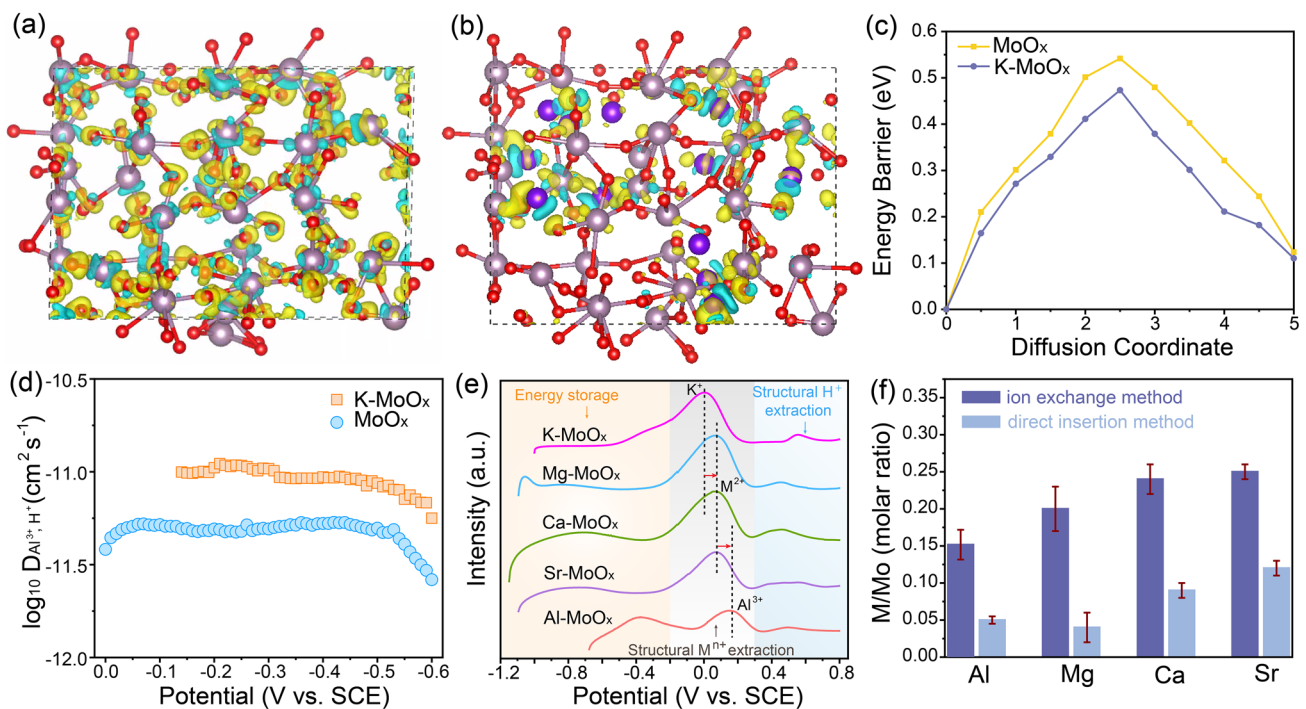 (a)
(b)
(c)
MoOₓ
K-MoOₓ
0.6
0.5
0.4
0.3
0.2
0.1
0.0
Energy Barrier (eV)
0 1 2 3 4 5
Diffusion Coordinate
(d)
K-MoOₓ
MoOₓ
-10.5
-11.0
-11.5
-12.0
log₁₀ D_Al³⁺, H⁺ (cm² s⁻¹)
0.0 -0.1 -0.2 -0.3 -0.4 -0.5 -0.6
Potential (V vs. SCE)
(e)
Energy storage
K⁺
Structural H⁺
extraction
K-MoOₓ
Mg-MoOₓ
M²⁺
Ca-MoOₓ
Sr-MoOₓ
Al³⁺
Al-MoOₓ
Structural Mⁿ⁺ extraction
Intensity (a.u.)
-1.2 -0.8 -0.4 0.0 0.4 0.8
Potential (V vs. SCE)
(f)
ion exchange method
direct insertion method
0.40
0.35
0.30
0.25
0.20
0.15
0.10
0.05
0.00
M/Mo (molar ratio)
Al Mg Ca Sr